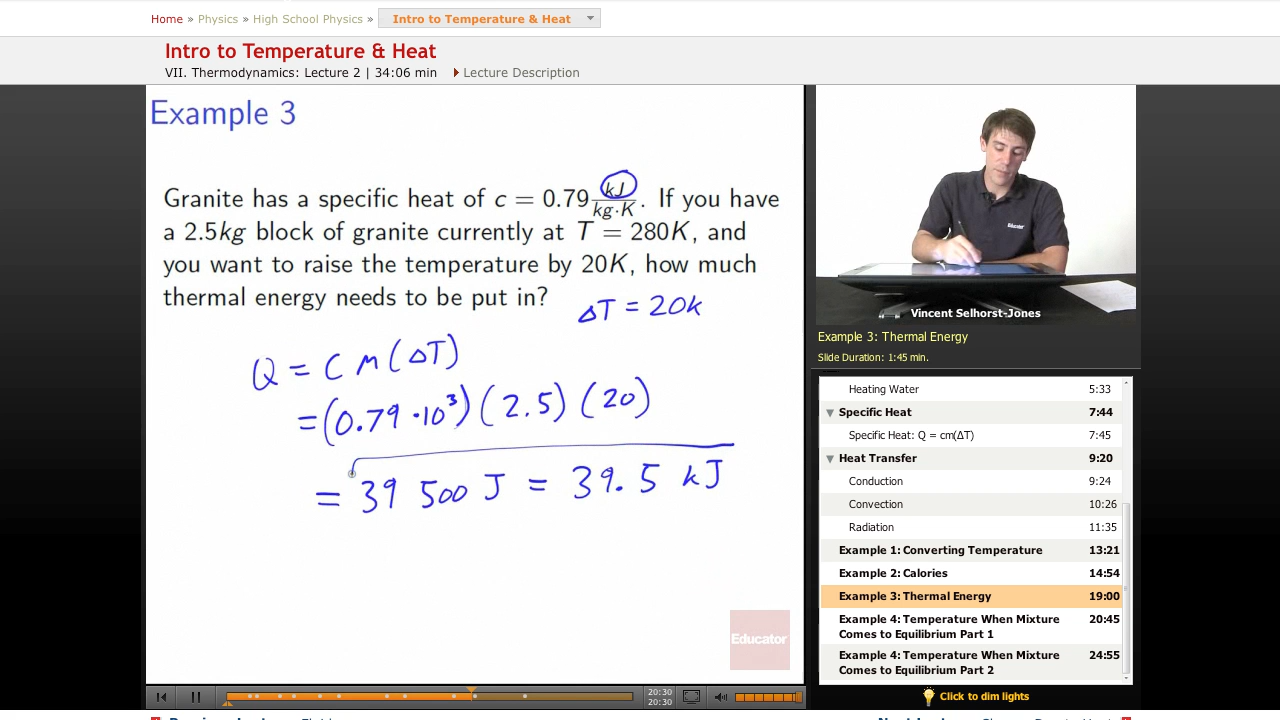 Home » Physics » High School Physics » Intro to Temperature & Heat
Intro to Temperature & Heat
VII. Thermodynamics: Lecture 2 | 34:06 min Lecture Description
Example 3
Granite has a specific heat of c = 0.79 kJ/kg·K. If you have
a 2.5kg block of granite currently at T = 280K, and
you want to raise the temperature by 20K, how much
thermal energy needs to be put in?
ΔT = 20K
Q = C M (ΔT)
= (0.79 · 10³) (2.5) (20)
= 39 500 J = 39.5 kJ
Educator
20:30
20:30
Educator
Vincent Selhorst-Jones
Example 3: Thermal Energy
Slide Duration: 1:45 min.
Heating Water 5:33
Specific Heat 7:44
Specific Heat: Q = cm(ΔT) 7:45
Heat Transfer 9:20
Conduction 9:24
Convection 10:26
Radiation 11:35
Example 1: Converting Temperature 13:21
Example 2: Calories 14:54
Example 3: Thermal Energy 19:00
Example 4: Temperature When Mixture 20:45
Comes to Equilibrium Part 1
Example 4: Temperature When Mixture 24:55
Comes to Equilibrium Part 2
Click to dim lights